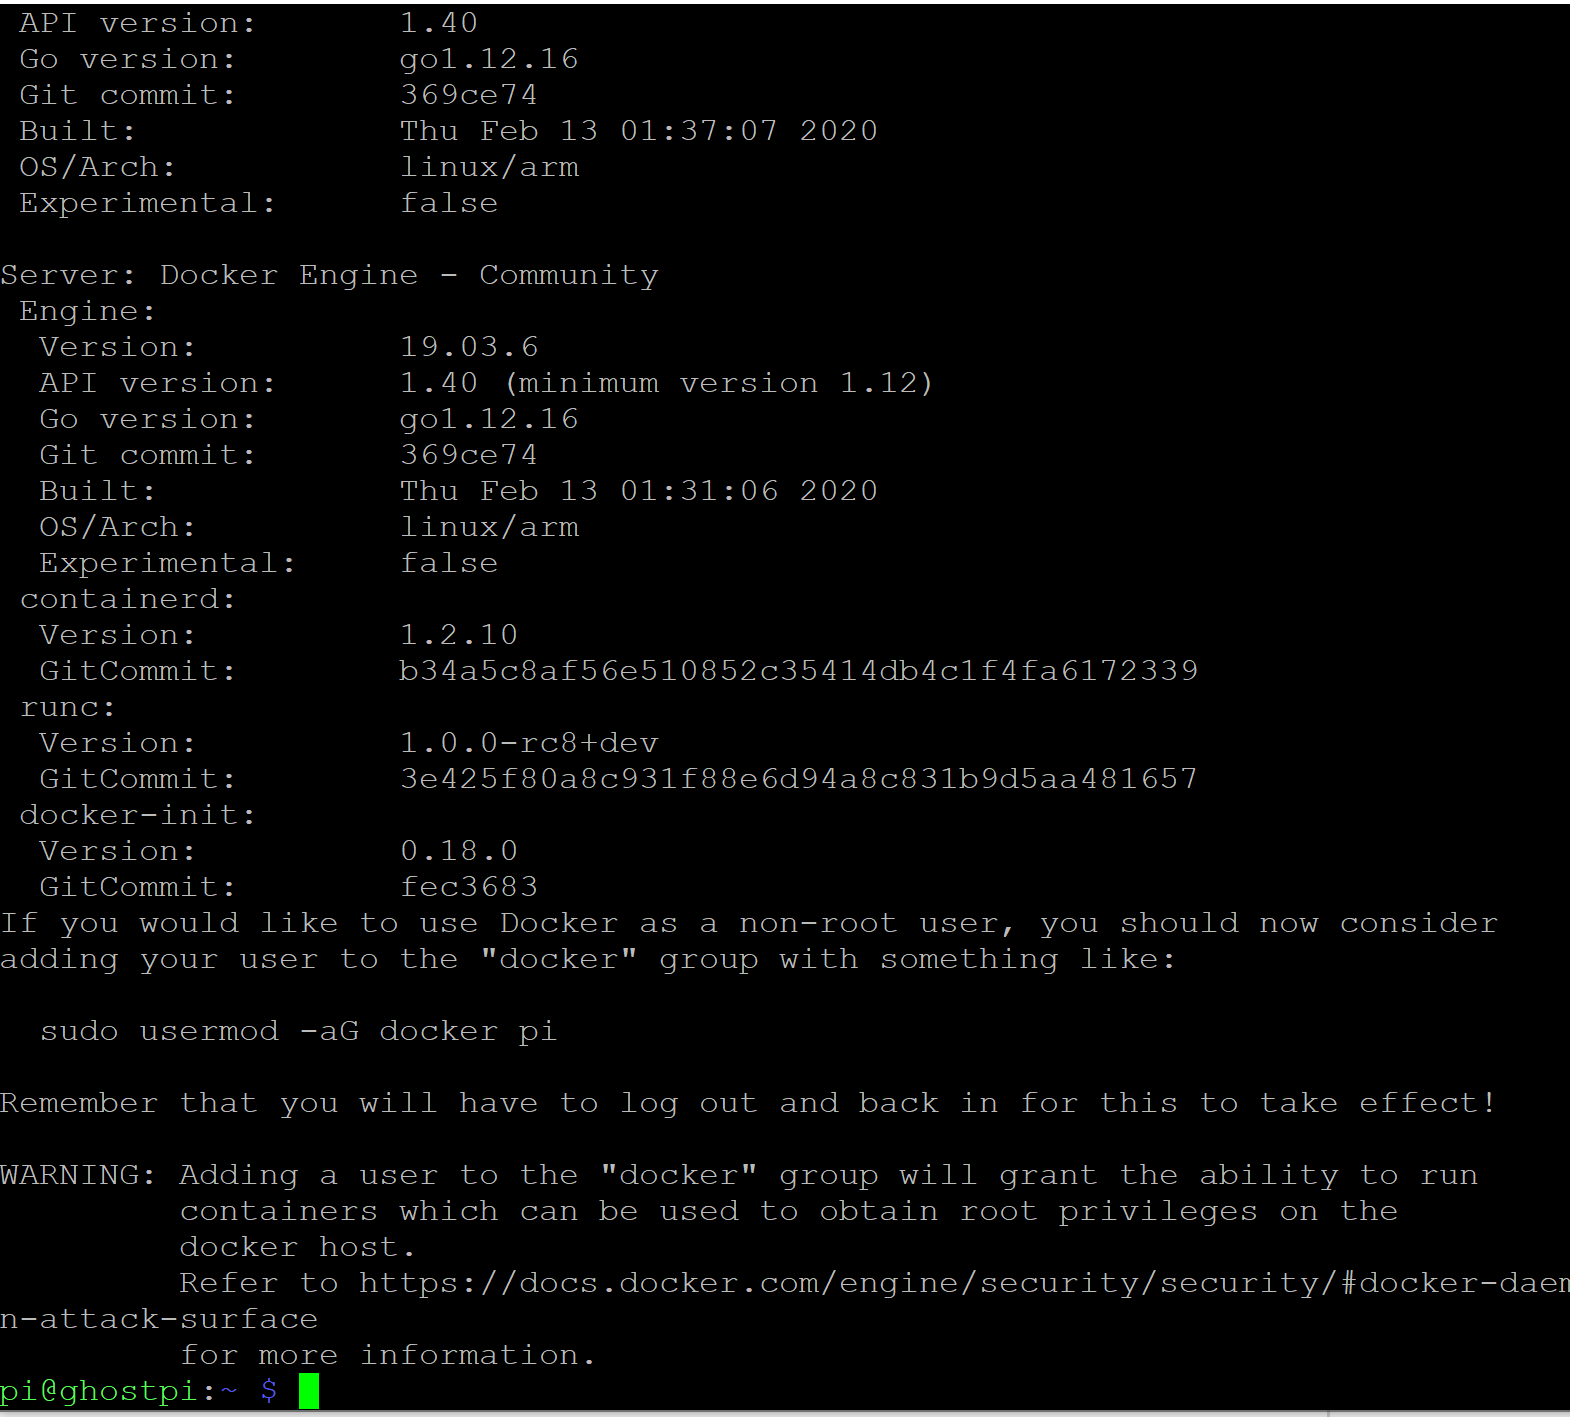 API version: 1.40
Go version: go1.12.16
Git commit: 369ce74
Built: Thu Feb 13 01:37:07 2020
OS/Arch: linux/arm
Experimental: false
Server: Docker Engine - Community
Engine:
Version: 19.03.6
API version: 1.40 (minimum version 1.12)
Go version: go1.12.16
Git commit: 369ce74
Built: Thu Feb 13 01:31:06 2020
OS/Arch: linux/arm
Experimental: false
containerd:
Version: 1.2.10
GitCommit: b34a5c8af56e510852c35414db4c1f4fa6172339
runc:
Version: 1.0.0-rc8+dev
GitCommit: 3e425f80a8c931f88e6d94a8c831b9d5aa481657
docker-init:
Version: 0.18.0
GitCommit: fec3683
If you would like to use Docker as a non-root user, you should now consider
adding your user to the "docker" group with something like:
sudo usermod -aG docker pi
Remember that you will have to log out and back in for this to take effect!
WARNING: Adding a user to the "docker" group will grant the ability to run
containers which can be used to obtain root privileges on the
docker host.
Refer to https://docs.docker.com/engine/security/security/#docker-daem
n-attack-surface
for more information.
pi@ghostpi:~ $